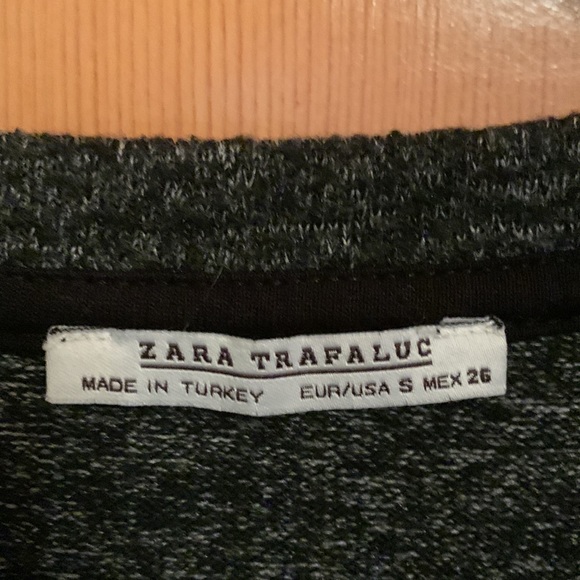 ZARA TRAFALUC
MADE IN TURKEY EUR/USA S MEX 26